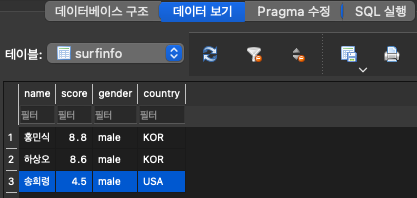 데이터베이스 구조 데이터 보기 Pragma 수정 SQL 실행
테이블: surfinfo
name score gender country
필터 필터 필터 필터
1 홍민식 8.8 male KOR
2 하상오 8.6 male KOR
3 송희령 4.5 male USA